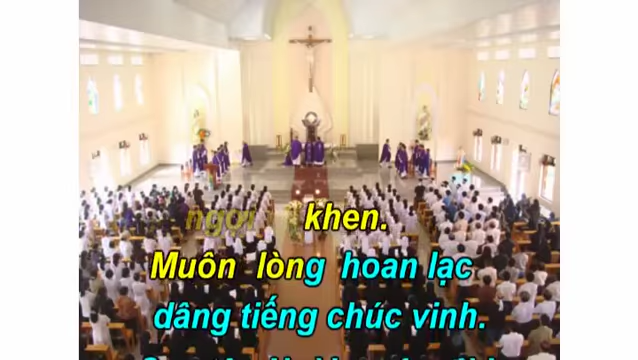 ngợi khen.
Muôn lòng hoan lạc
dâng tiếng chúc vinh.